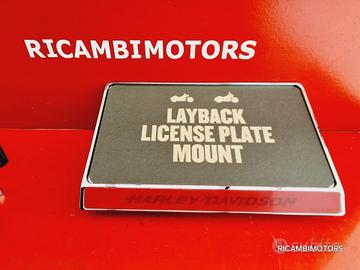 RICAMBIMOTORS
LAYBACK
LICENSE PLATE
MOUNT
HARLEY-DAVIDSON
RICAMBIMOTORS